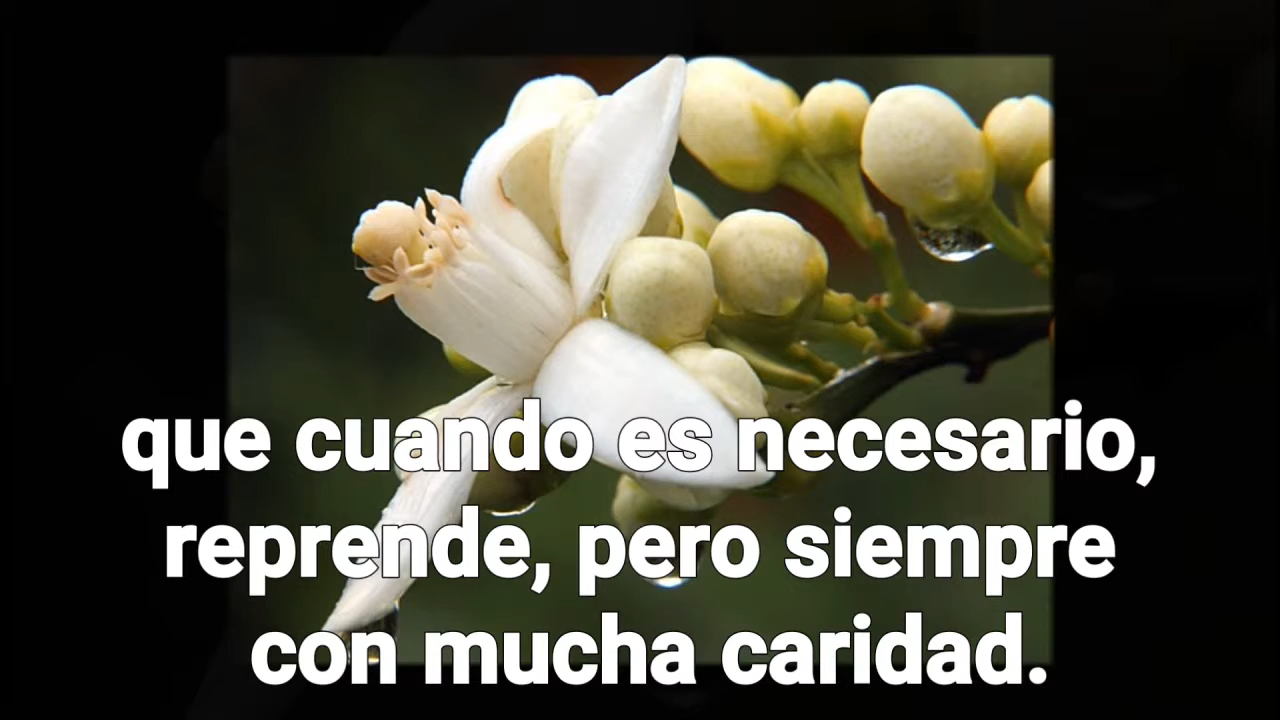 que cuando es necesario,
reprende, pero siempre
con mucha caridad.